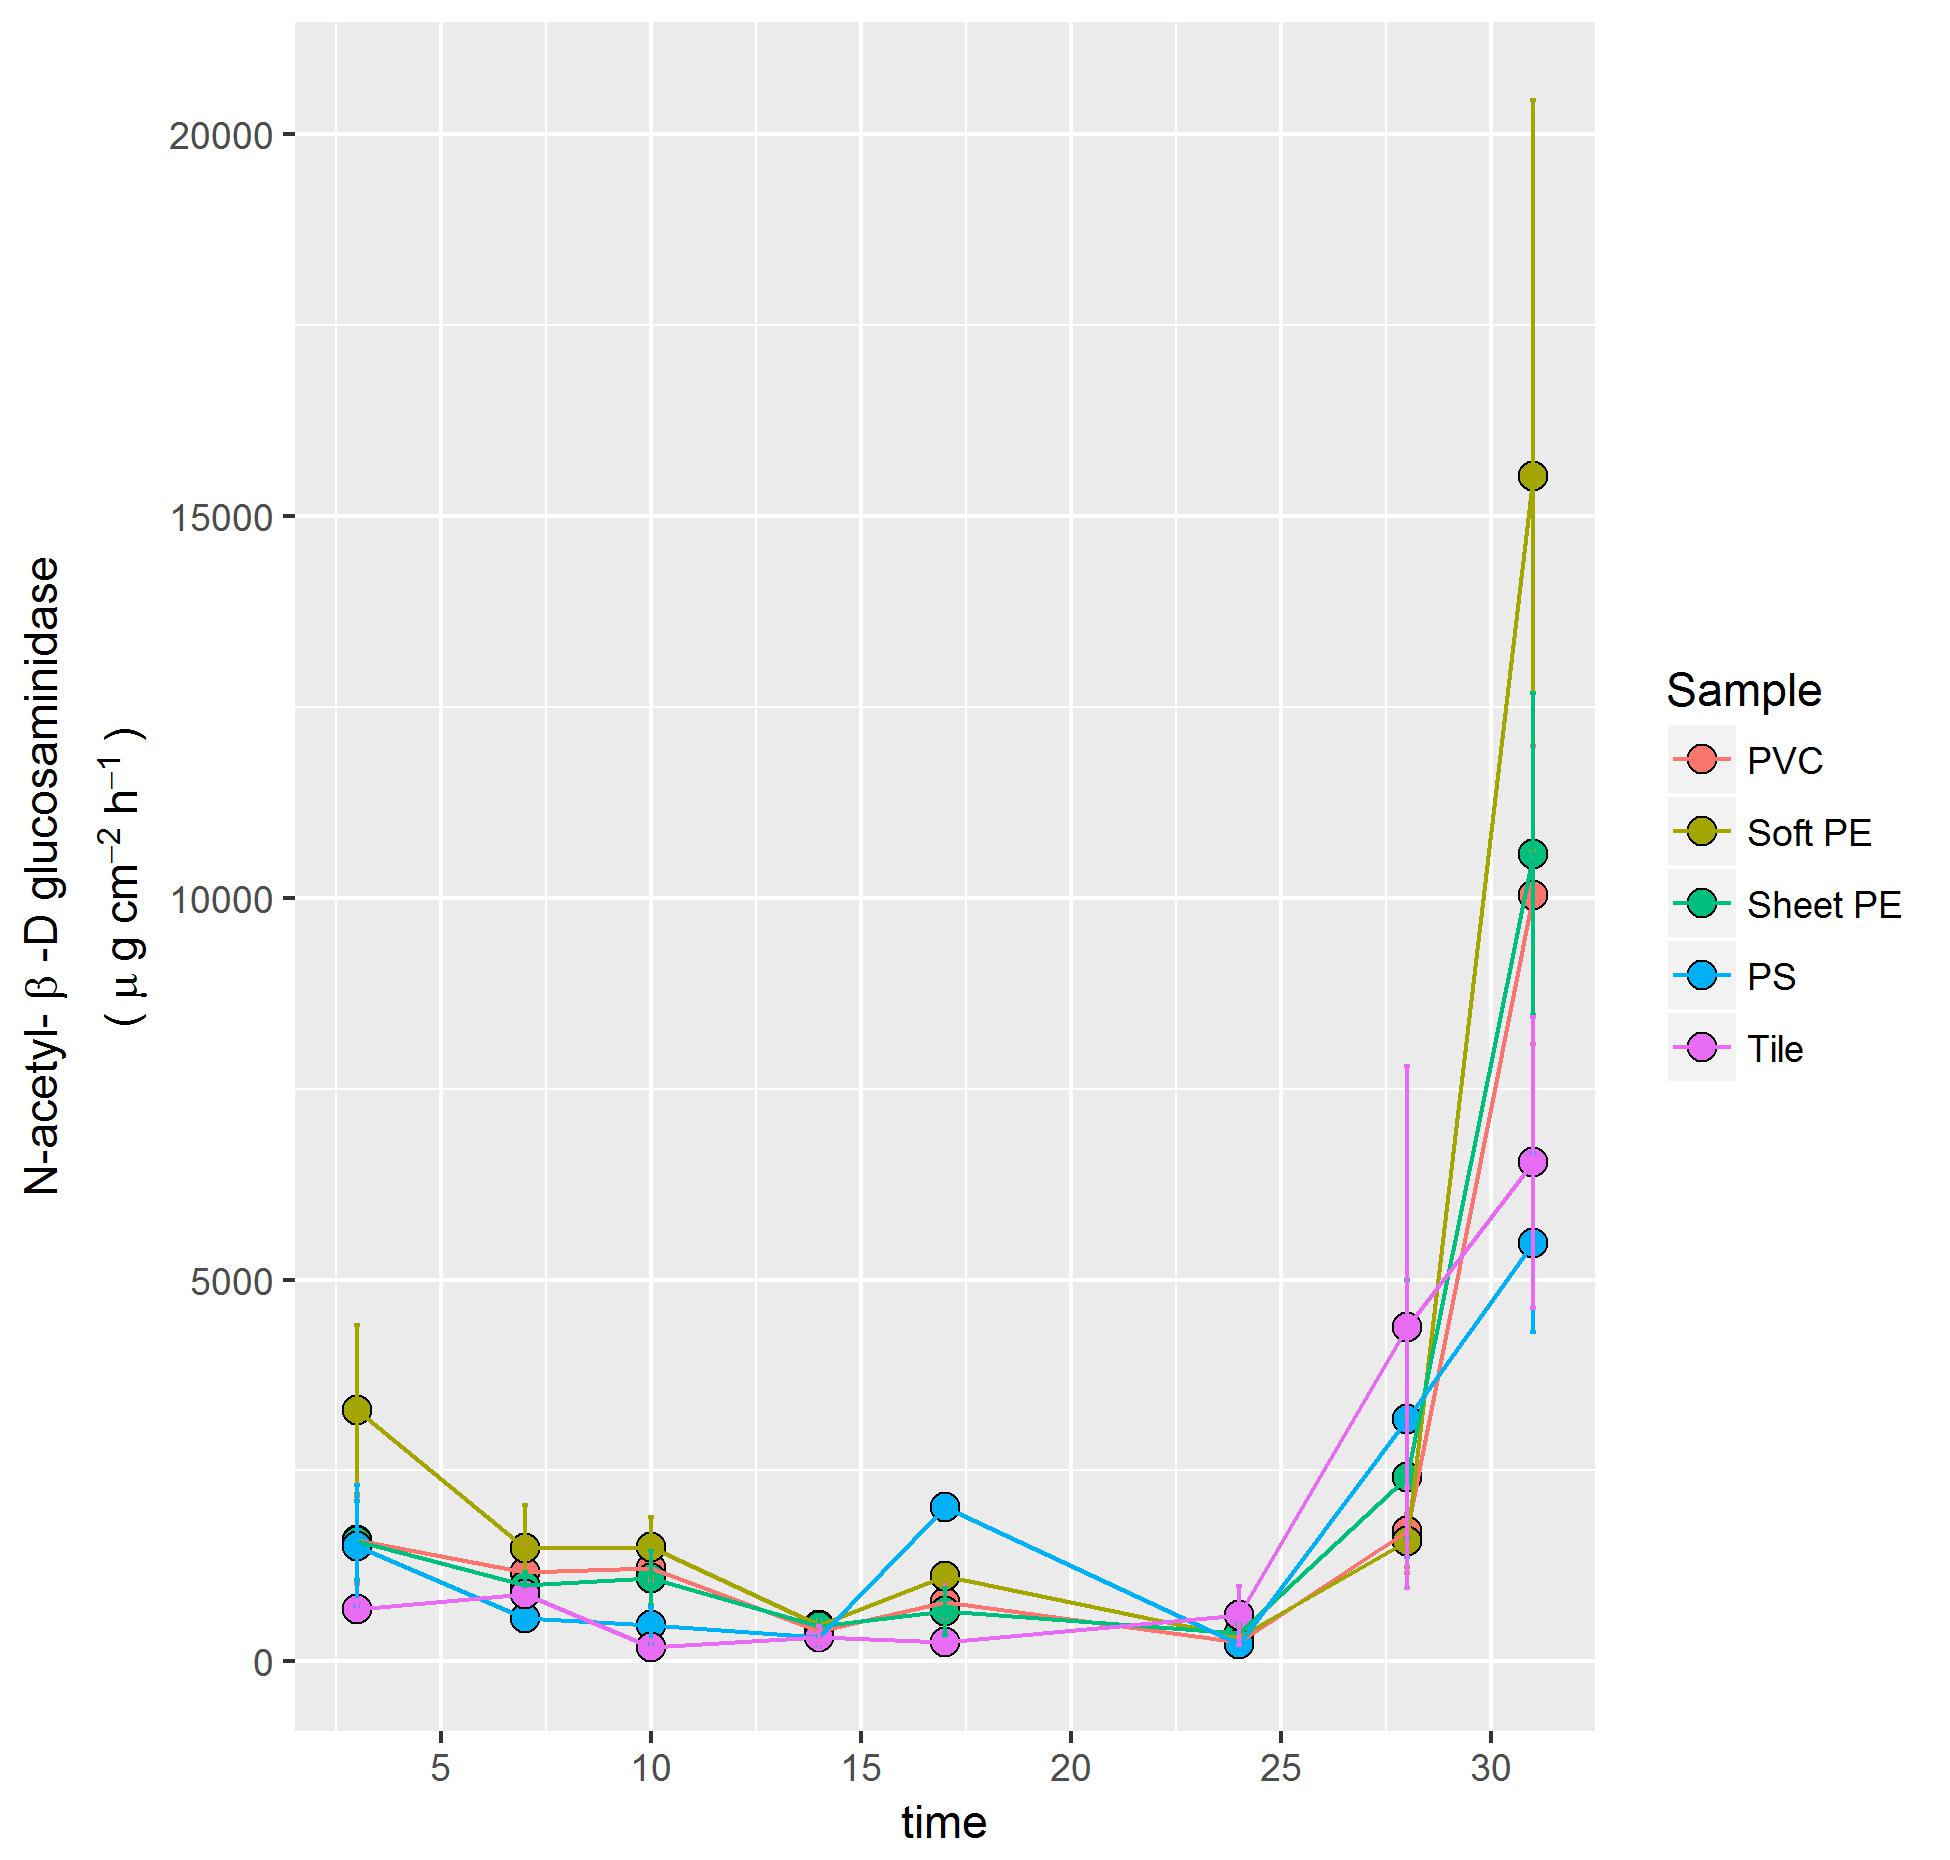 N-acetyl- β -D glucosaminidase
( μ g cm⁻² h⁻¹ )
20000
15000
10000
5000
0
5 10 15 20 25 30
time
Sample
PVC
Soft PE
Sheet PE
PS
Tile